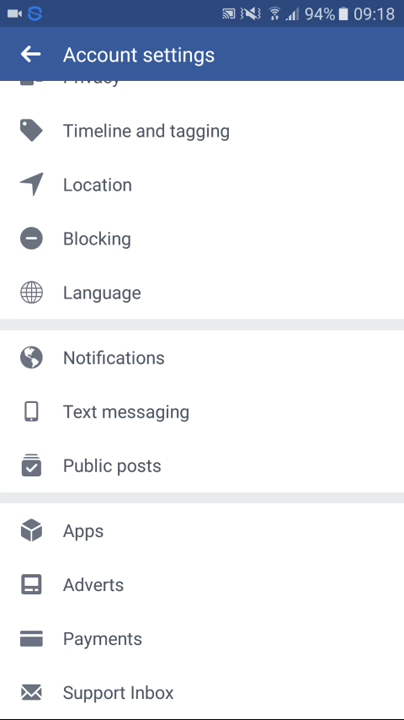 94% 09:18
Account settings
Privacy
Timeline and tagging
Location
Blocking
Language
Notifications
Text messaging
Public posts
Apps
Adverts
Payments
Support Inbox